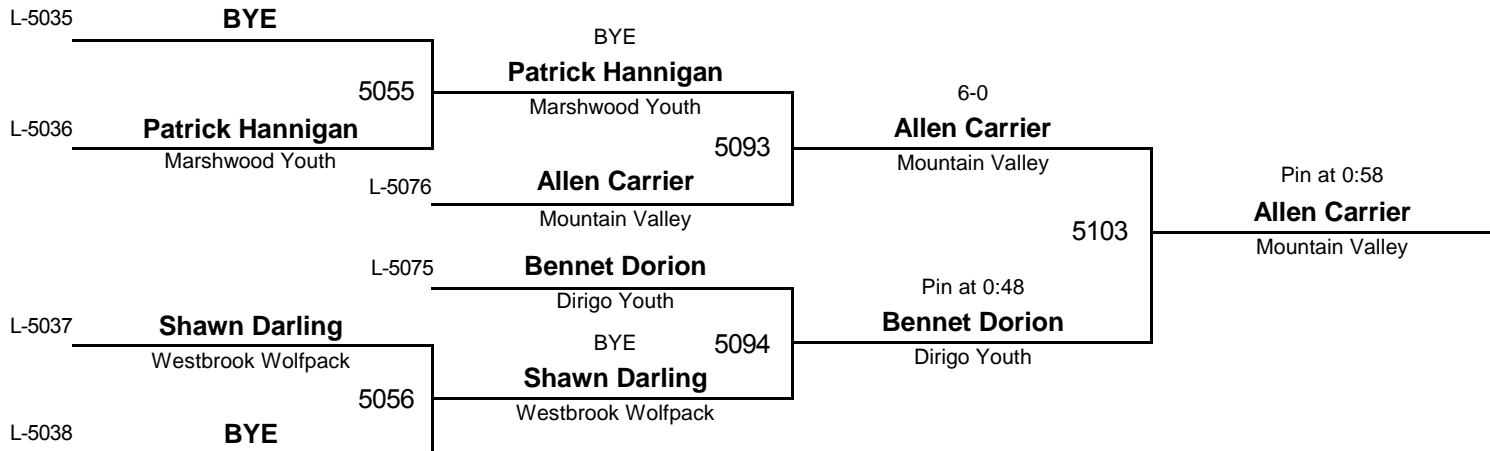 L-5035
BYE
5055
L-5036
Patrick Hannigan
Marshwood Youth
BYE
Patrick Hannigan
Marshwood Youth
5093
L-5076
Allen Carrier
Mountain Valley
6-0
Allen Carrier
Mountain Valley
5103
Pin at 0:58
Allen Carrier
Mountain Valley
L-5075
Bennet Dorion
Dirigo Youth
5094
Pin at 0:48
Bennet Dorion
Dirigo Youth
L-5037
Shawn Darling
Westbrook Wolfpack
5056
BYE
Shawn Darling
Westbrook Wolfpack
L-5038
BYE